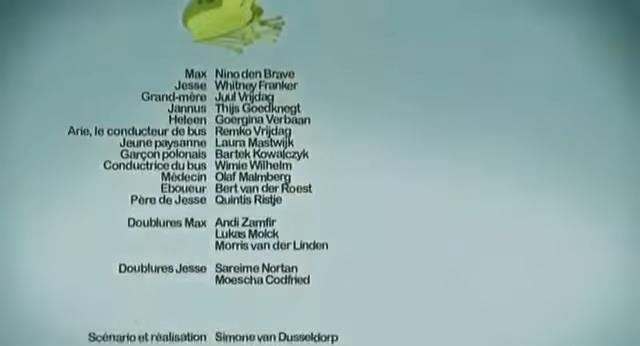 Max Nino den Brave
Jesse Whitney Franker
Grand-mère Juul Vrijdag
Jannus Thijs Goedknegt
Heleen Goergina Verbaan
Arie, le conducteur de bus Remko Vrijdag
Jeune paysanne Laura Mastwijk
Garçon polonais Bartek Kowalczyk
Conductrice du bus Wimie Wilhelm
Médecin Olaf Malmberg
Eboueur Bert van der Roest
Père de Jesse Quintis Ristje
Doublures Max Andi Zamfir
Lukas Molck
Morris van der Linden
Doublures Jesse Sareime Nortan
Moescha Codfried
Scénario et réalisation Simone van Dusseldorp